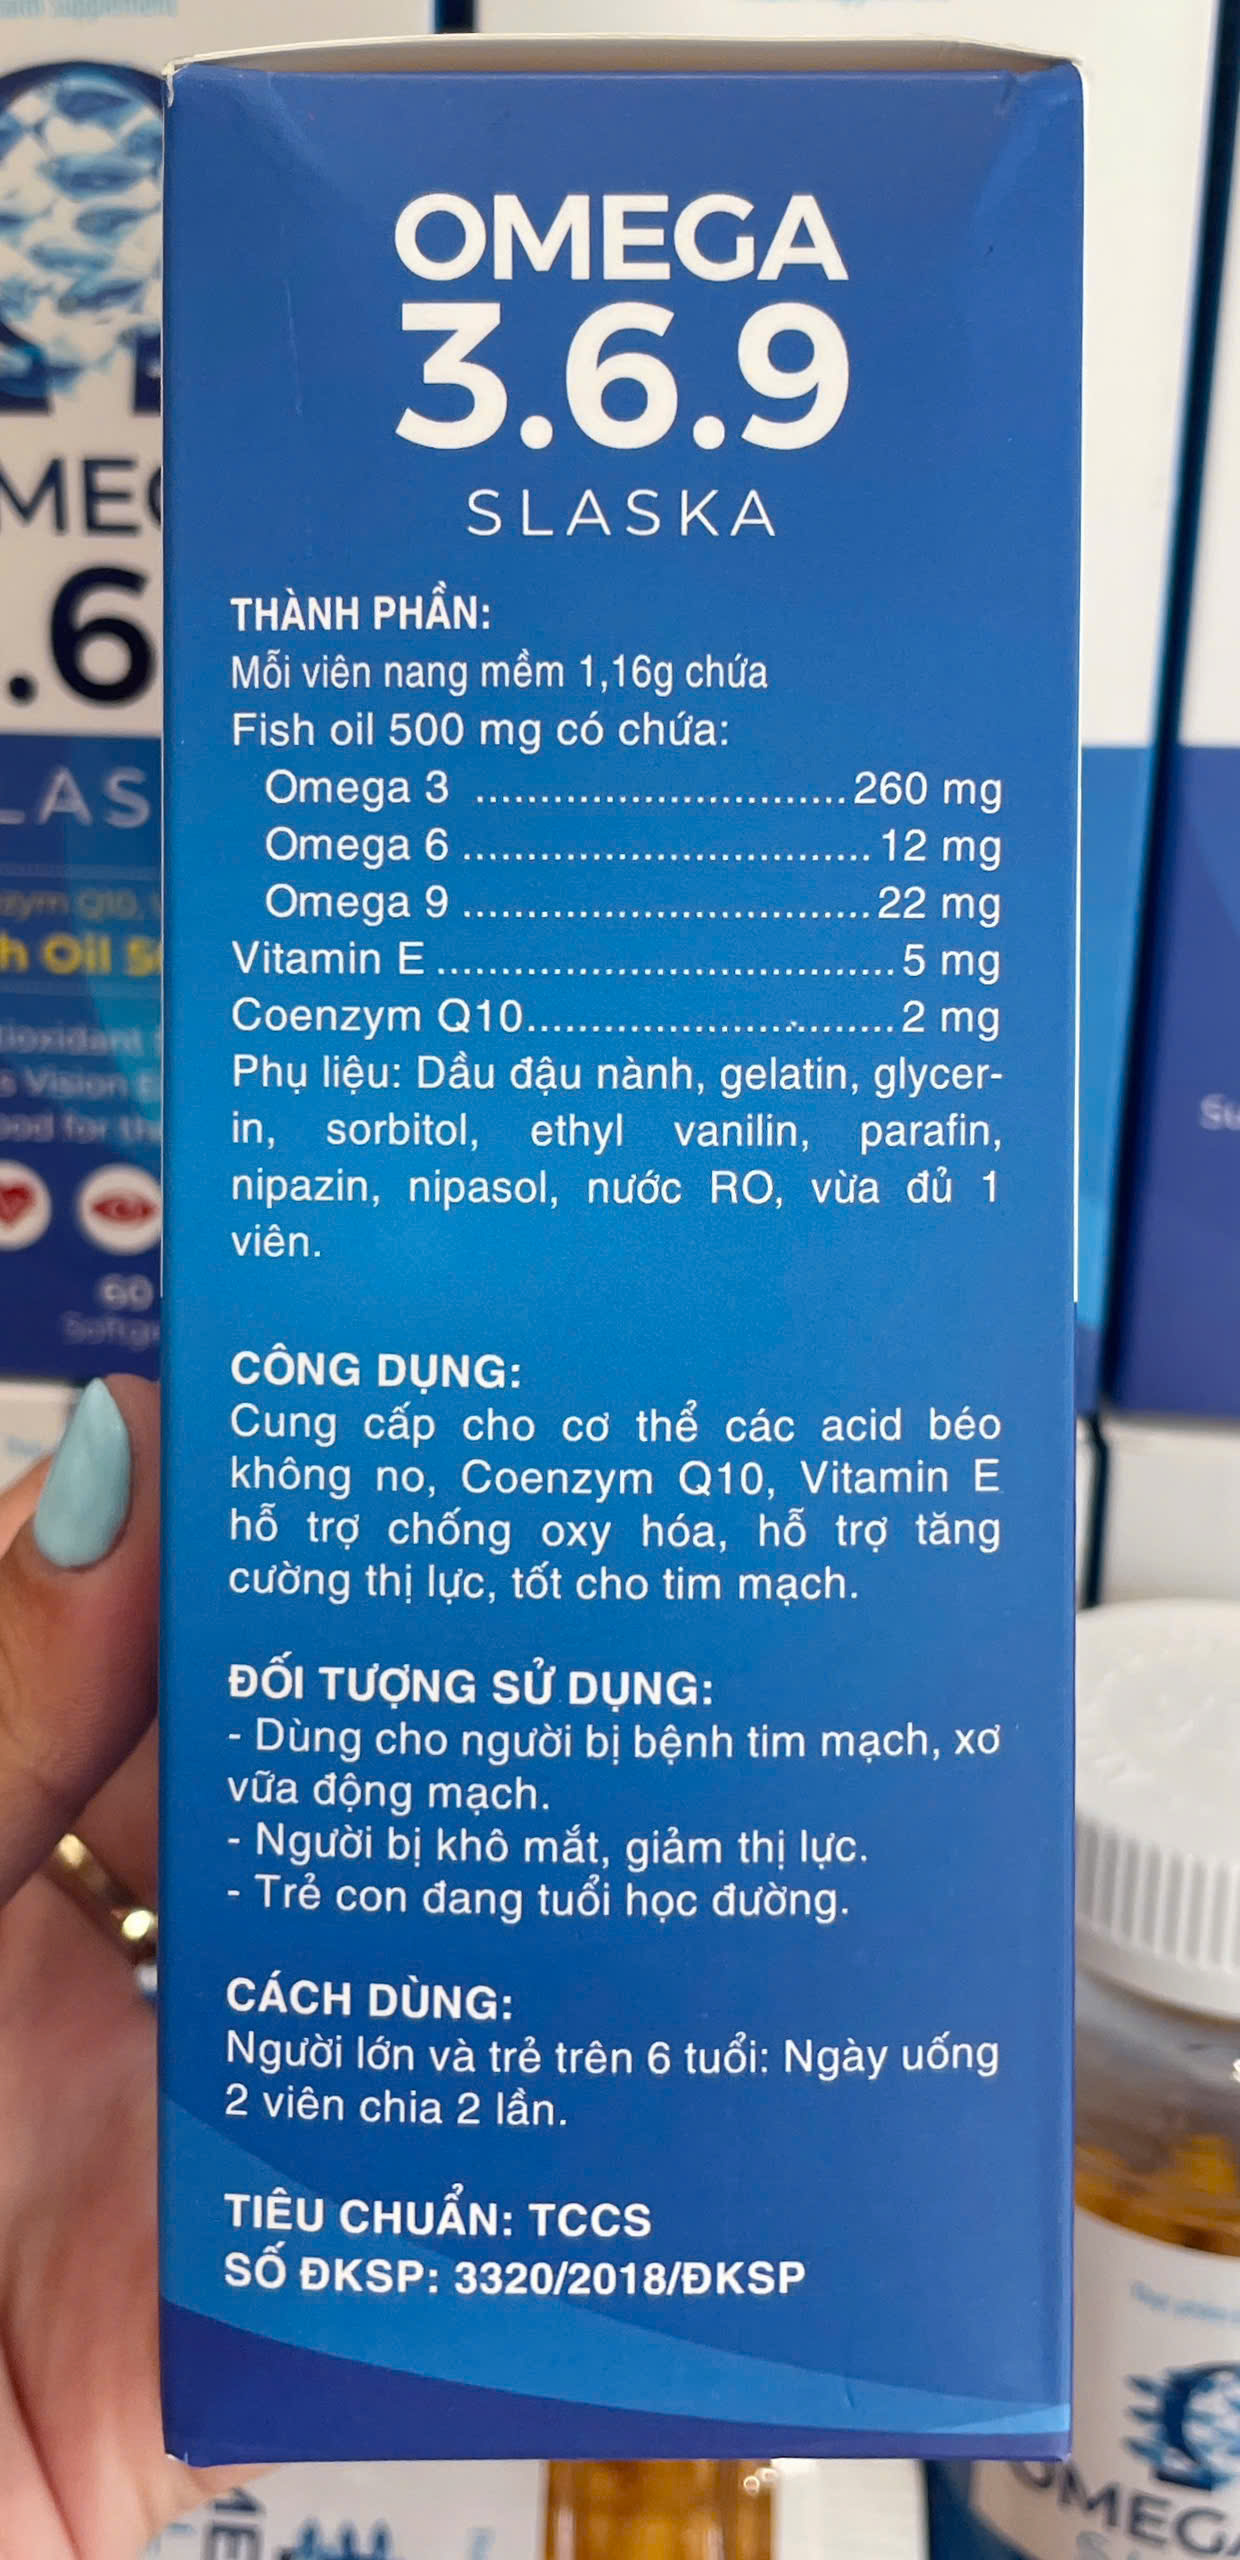 OMEGA
3.6.9
SLASKA
THÀNH PHẦN:
Mỗi viên nang mềm 1,16g chứa
Fish oil 500 mg có chứa:
Omega 3 ............................. 260 mg
Omega 6 ................................ 12 mg
Omega 9 ................................ 22 mg
Vitamin E .................................... 5 mg
Coenzym Q10............................. 2 mg
Phụ liệu: Dầu đậu nành, gelatin, glycer-
in, sorbitol, ethyl vanilin, parafin,
nipazin, nipasol, nước RO, vừa đủ 1
viên.
CÔNG DỤNG:
Cung cấp cho cơ thể các acid béo
không no, Coenzym Q10, Vitamin E
hỗ trợ chống oxy hóa, hỗ trợ tăng
cường thị lực, tốt cho tim mạch.
ĐỐI TƯỢNG SỬ DỤNG:
- Dùng cho người bị bệnh tim mạch, xơ
vữa động mạch.
- Người bị khô mắt, giảm thị lực.
- Trẻ con đang tuổi học đường.
CÁCH DÙNG:
Người lớn và trẻ trên 6 tuổi: Ngày uống
2 viên chia 2 lần.
TIÊU CHUẨN: TCCS
SỐ ĐKSP: 3320/2018/ĐKSP